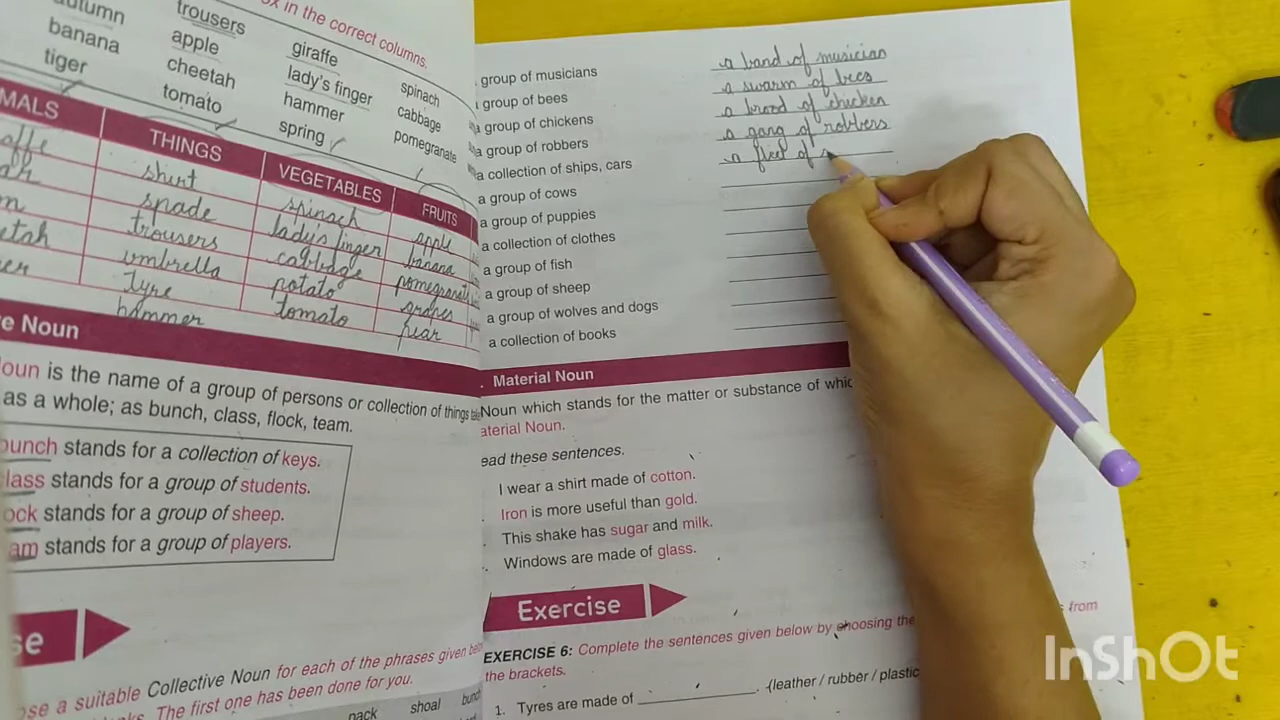 ox in the correct columns.
autumn trousers giraffe spinach
banana apple lady's finger cabbage
tiger cheetah hammer pomegranate
tomato spring
MALS THINGS VEGETABLES FRUITS
affe shirt spinach apple
spade lady's finger banana
trousers cabbage pomegranate
etah umbrella potato grapes
Tyre tomato pear
hammer
ve Noun
Noun is the name of a group of persons or collection of things
as a whole; as bunch, class, flock, team.
bunch stands for a collection of keys.
lass stands for a group of students.
ock stands for a group of sheep.
am stands for a group of players.
se
ose a suitable Collective Noun for each of the phrases given
The first one has been done for you.
pack shoal
group of musicians a band of musician
group of bees a swarm of bees
a group of chickens a brood of chicken
a group of robbers a gang of robbers
a collection of ships, cars a fleet of s
a group of cows
a group of puppies
a collection of clothes
a group of fish
a group of sheep
a group of wolves and dogs
a collection of books
Material Noun
Noun which stands for the matter or substance of whic
aterial Noun.
ead these sentences.
I wear a shirt made of cotton.
Iron is more useful than gold.
This shake has sugar and milk.
Windows are made of glass.
Exercise
EXERCISE 6: Complete the sentences given below by choosing the from
the brackets.
1. Tyres are made of ____________. (leather / rubber / plastic
InShOt